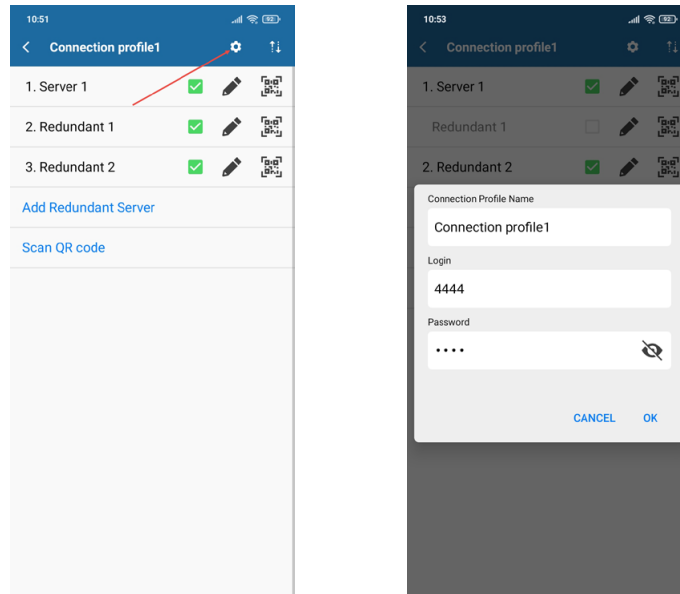 10:51
92
Connection profile1
1. Server 1
2. Redundant 1
3. Redundant 2
Add Redundant Server
Scan QR code
10:53
92
Connection profile1
1. Server 1
Redundant 1
2. Redundant 2
Connection Profile Name
Connection profile1
Login
4444
Password
••••
CANCEL OK